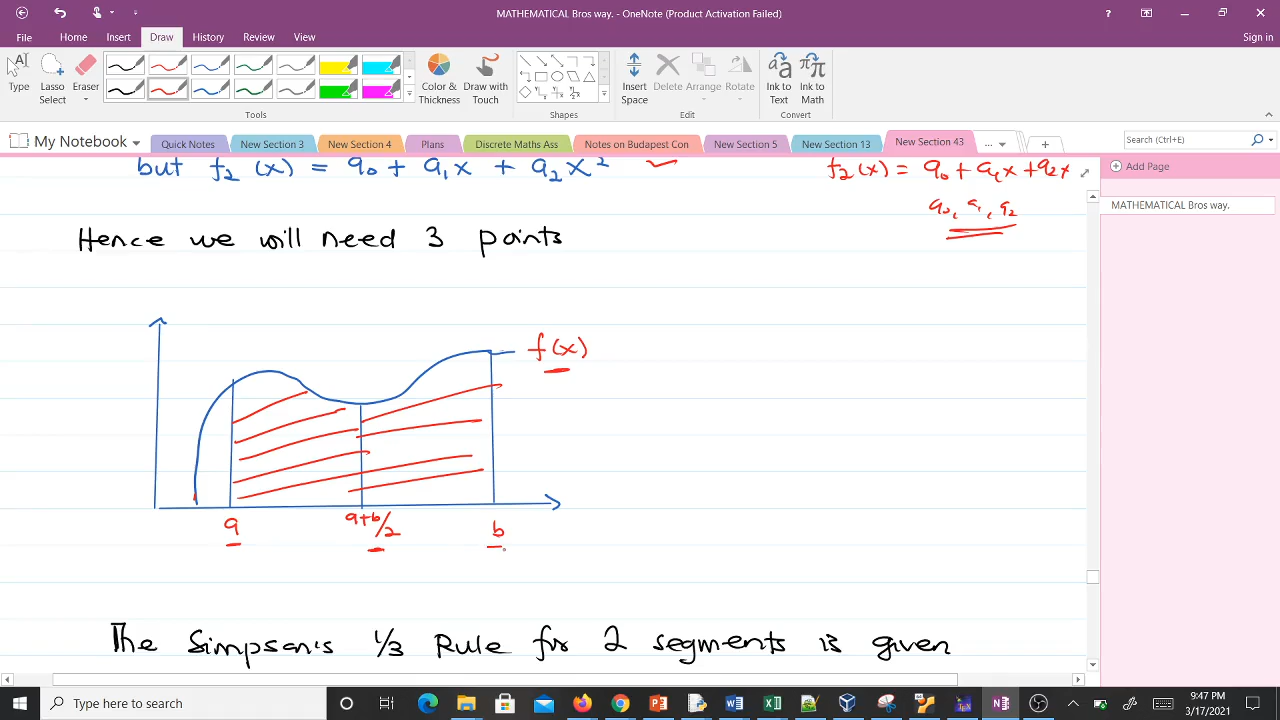 MATHEMATICAL Bros way. - OneNote (Product Activation Failed)
File Home Insert Draw History Review View Sign in
Type Lasso Select Eraser Color & Thickness Draw with Touch Insert Space Delete Arrange Rotate Ink to Text Ink to Math
Tools Shapes Edit Convert
My Notebook Quick Notes New Section 3 New Section 4 Plans Discrete Maths Ass Notes on Budapest Con New Section 5 New Section 13 New Section 43 ... Search (Ctrl+E)
Add Page
MATHEMATICAL Bros way.
but f₂(x) = a₀ + a₁x + a₂x²
f₂(x) = a₀ + a₁x + a₂x
a₀, a₁, a₂
Hence we will need 3 points
f(x)
a a+b/2 b
The Simpson's 1/3 Rule for 2 segments is given
Type here to search
9:47 PM
3/17/2021